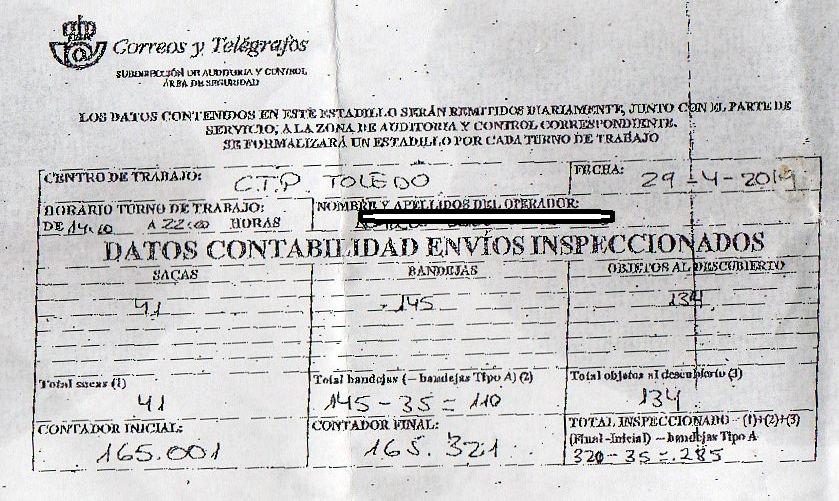 Correos y Telégrafos
SUBDIRECCIÓN DE AUDITORIA Y CONTROL
ÁREA DE SEGURIDAD
LOS DATOS CONTENIDOS EN ESTE ESTADILLO SERÁN REMITIDOS DIARIAMENTE, JUNTO CON EL PARTE DE
SERVICIO, A LA ZONA DE AUDITORIA Y CONTROL CORRESPONDIENTE.
SE FORMALIZARÁ UN ESTADILLO POR CADA TURNO DE TRABAJO
CENTRO DE TRABAJO: C.T.P. TOLEDO FECHA: 29-4-2019
HORARIO TURNO DE TRABAJO: NOMBRE Y APELLIDOS DEL OPERADOR:
DE 14:00 A 22:00 HORAS
DATOS CONTABILIDAD ENVÍOS INSPECCIONADOS
SACAS BANDEJAS OBJETOS AL DESCUBIERTO
41 145 134
Total sacas (1) Total bandejas (– bandejas Tipo A) (2) Total objetos al descubierto (3)
41 145 - 35 = 110 134
CONTADOR INICIAL: CONTADOR FINAL: TOTAL INSPECCIONADO – (1)+(2)+(3)
165.001 165.321 (Final –Inicial) – bandejas Tipo A
320 - 35 = 285